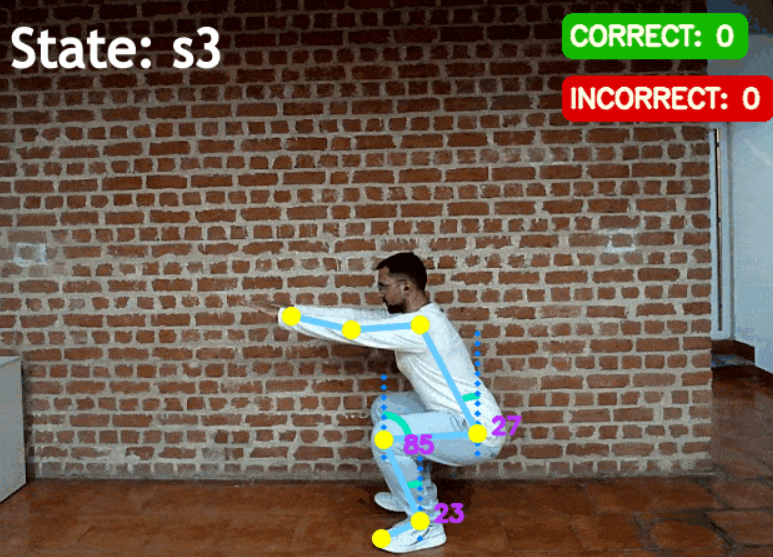 State: s3
CORRECT: 0
INCORRECT: 0
27
85
23